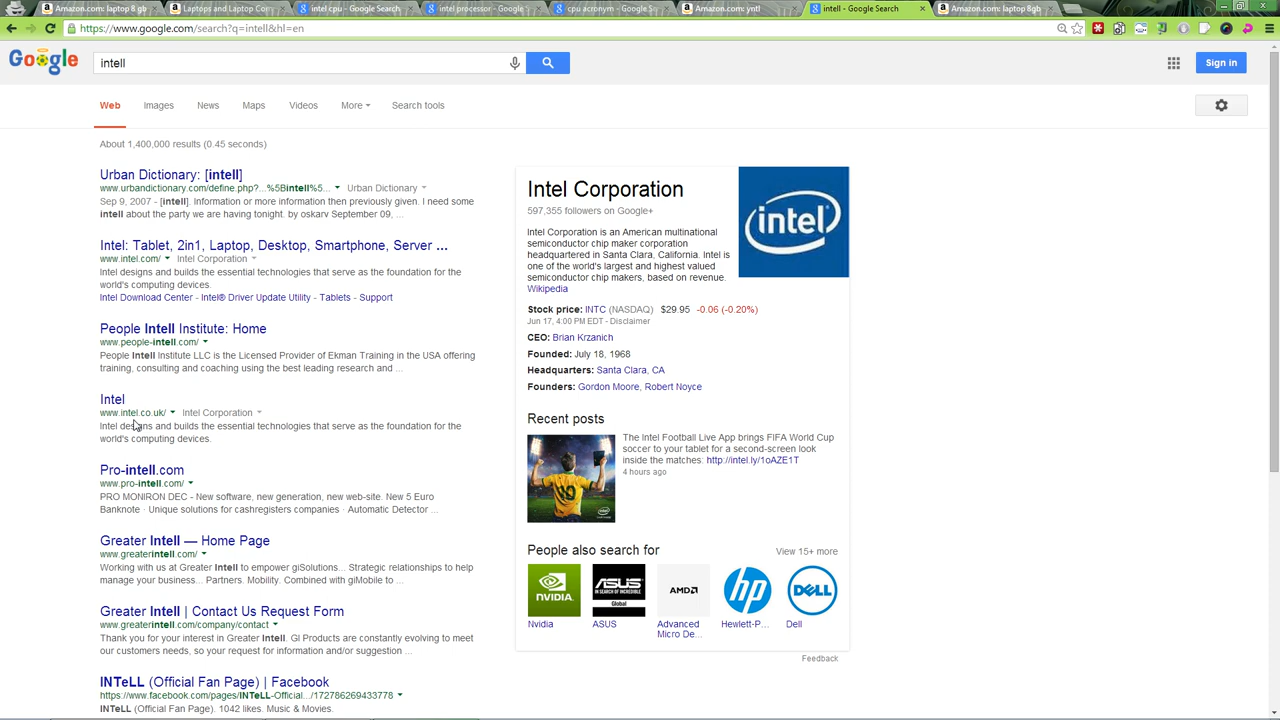 Amazon.com: laptop 8 gb
Laptops and Laptop Com
intel cpu - Google Search
intel processor - Google S
cpu acronym - Google Se
Amazon.com: yntl
intell - Google Search
Amazon.com: laptop 8gb
https://www.google.com/search?q=intell&hl=en
Google
intell
Sign in
Web Images News Maps Videos More Search tools
About 1,400,000 results (0.45 seconds)
Urban Dictionary: [intell]
www.urbandictionary.com/define.php?...%5Bintell%5... Urban Dictionary
Sep 9, 2007 - [intell]. Information or more information then previously given. I need some
intell about the party we are having tonight. by oskarv September 09, ...
Intel: Tablet, 2in1, Laptop, Desktop, Smartphone, Server ...
www.intel.com/ Intel Corporation
Intel designs and builds the essential technologies that serve as the foundation for the
world's computing devices.
Intel Download Center - Intel® Driver Update Utility - Tablets - Support
People Intell Institute: Home
www.people-intell.com/
People Intell Institute LLC is the Licensed Provider of Ekman Training in the USA offering
training, consulting and coaching using the best leading research and ...
Intel
www.intel.co.uk/ Intel Corporation
Intel designs and builds the essential technologies that serve as the foundation for the
world's computing devices.
Pro-intell.com
www.pro-intell.com/
PRO MONIRON DEC - New software, new generation, new web-site. New 5 Euro
Banknote · Unique solutions for cashregisters companies · Automatic Detector ...
Greater Intell — Home Page
www.greaterintell.com/
Working with us at Greater Intell to empower giSolutions... Strategic relationships to help
manage your business... Partners. Mobility. Combined with giMobile to ...
Greater Intell | Contact Us Request Form
www.greaterintell.com/company/contact
Thank you for your interest in Greater Intell. GI Products are constantly evolving to meet
our customers needs, so your request for information and/or suggestion ...
INTeLL (Official Fan Page) | Facebook
https://www.facebook.com/pages/INTeLL-Official.../172786269433778
INTeLL (Official Fan Page). 1042 likes. Music & Movies.
Intel Corporation
597,355 followers on Google+
intel
Intel Corporation is an American multinational
semiconductor chip maker corporation
headquartered in Santa Clara, California. Intel is
one of the world's largest and highest valued
semiconductor chip makers, based on revenue.
Wikipedia
Stock price: INTC (NASDAQ) $29.95 -0.06 (-0.20%)
Jun 17, 4:00 PM EDT - Disclaimer
CEO: Brian Krzanich
Founded: July 18, 1968
Headquarters: Santa Clara, CA
Founders: Gordon Moore, Robert Noyce
Recent posts
The Intel Football Live App brings FIFA World Cup
soccer to your tablet for a second-screen look
inside the matches: http://intel.ly/1oAZE1T
4 hours ago
10
People also search for
View 15+ more
NVIDIA
ASUS
IN SEARCH OF INCREDIBLE
Global
AMD
hp
DELL
Nvidia
ASUS
Advanced
Micro De...
Hewlett-P...
Dell
Feedback